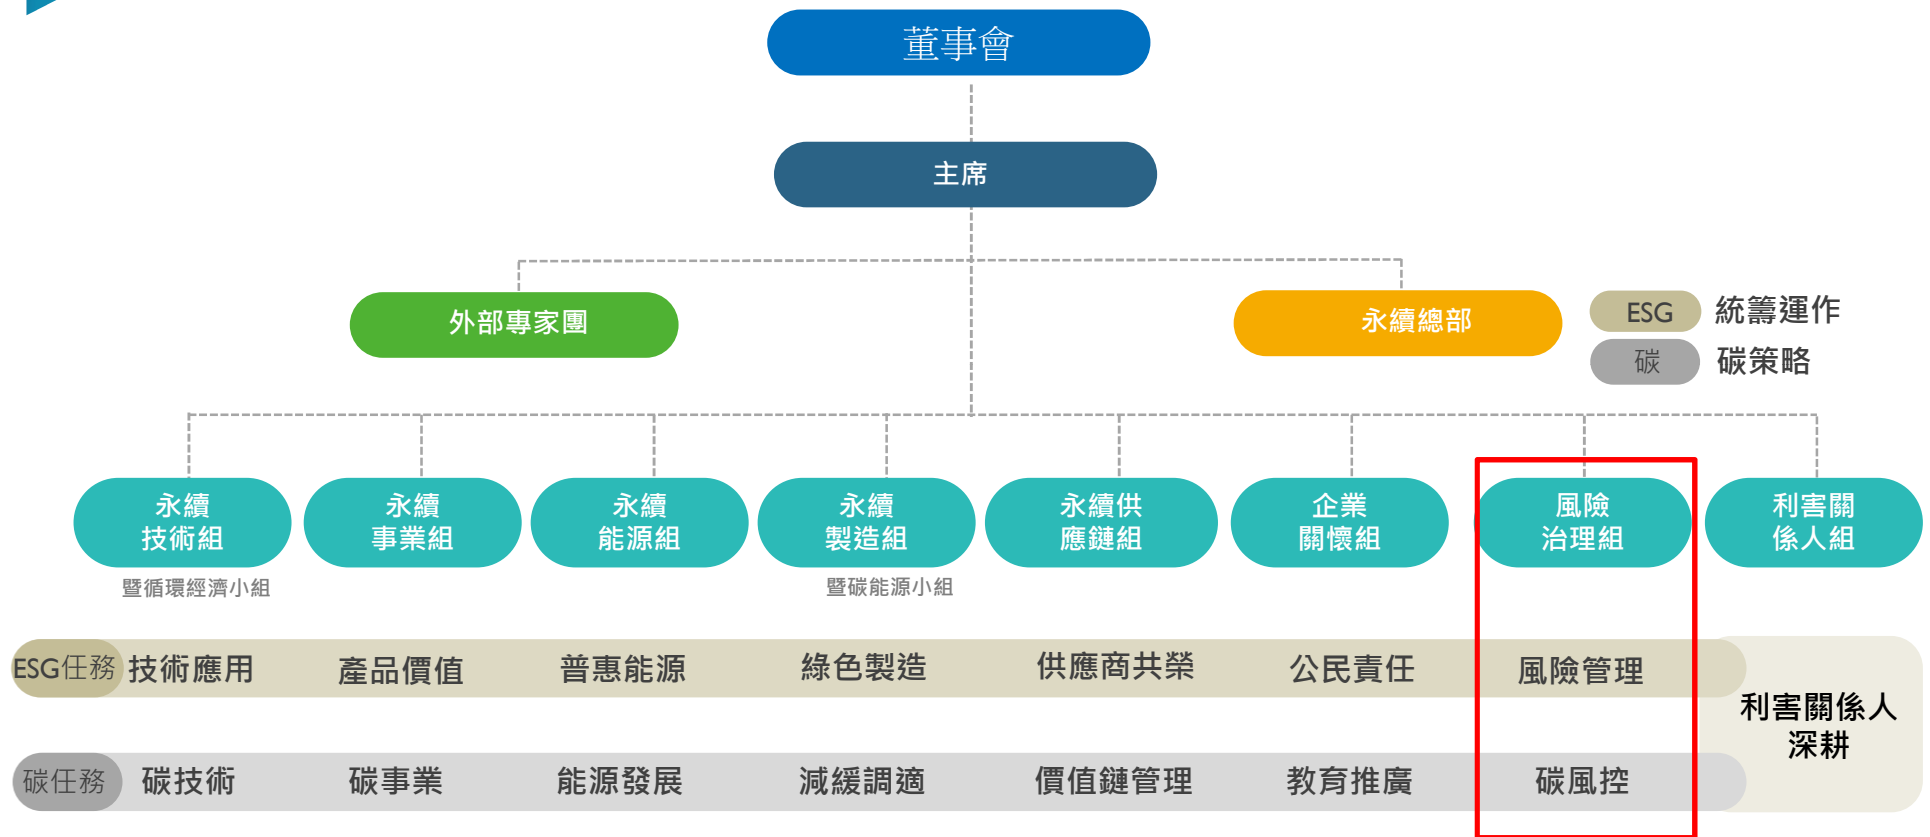 董事會
主席
外部專家團
永續總部
ESG 統籌運作
碳 碳策略
永續
技術組
永續
事業組
永續
能源組
永續
製造組
永續供
應鏈組
企業
關懷組
風險
治理組
利害關
係人組
暨循環經濟小組
暨碳能源小組
ESG任務 技術應用 產品價值 普惠能源 綠色製造 供應商共榮 公民責任 風險管理
利害關係人
深耕
碳任務 碳技術 碳事業 能源發展 減緩調適 價值鏈管理 教育推廣 碳風控